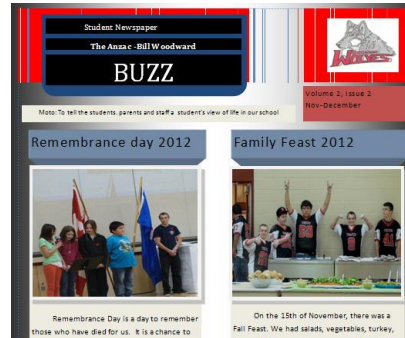 Student Newspaper
The Anzac -Bill Woodward
BUZZ
WOLVES
Volume 2, Issue 2
Nov-December
Moto: To tell the students, parents and staff a student's view of life in our school
Remembrance day 2012
Family Feast 2012
Remembrance Day is a day to remember
those who have died for us. It is a chance to
On the 15th of November, there was a
Fall Feast. We had salads, vegetables, turkey,